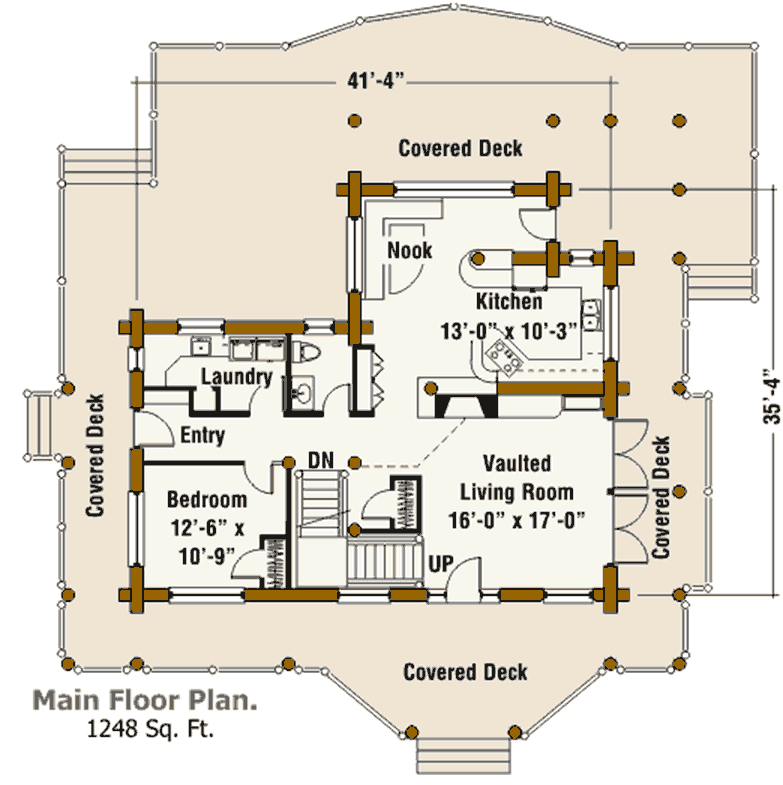 41’-4”
Covered Deck
Nook
Kitchen
13’-0” x 10’-3”
35’-4”
Laundry
Covered Deck
Entry
DN
Vaulted
Living Room
16’-0” x 17’-0”
Covered Deck
Bedroom
12’-6” x
10’-9”
UP
Covered Deck
Main Floor Plan.
1248 Sq. Ft.